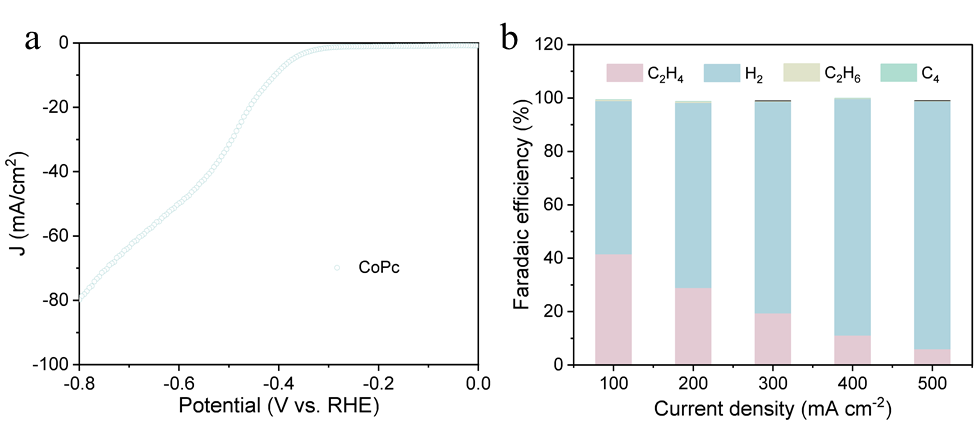 a
0
-20
-40
-60
-80
-100
J (mA/cm²)
CoPc
-0.8 -0.6 -0.4 -0.2 0.0
Potential (V vs. RHE)
b
120
100
80
60
40
20
0
Faradaic efficiency (%)
C₂H₄ H₂ C₂H₆ C₄
100 200 300 400 500
Current density (mA cm⁻²)